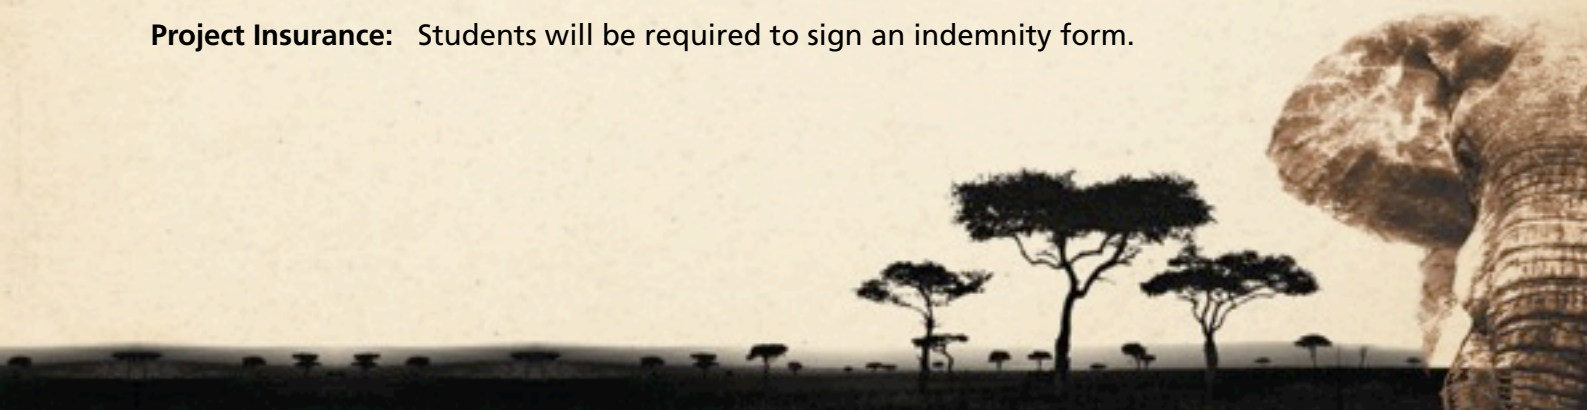 Project Insurance: Students will be required to sign an indemnity form.